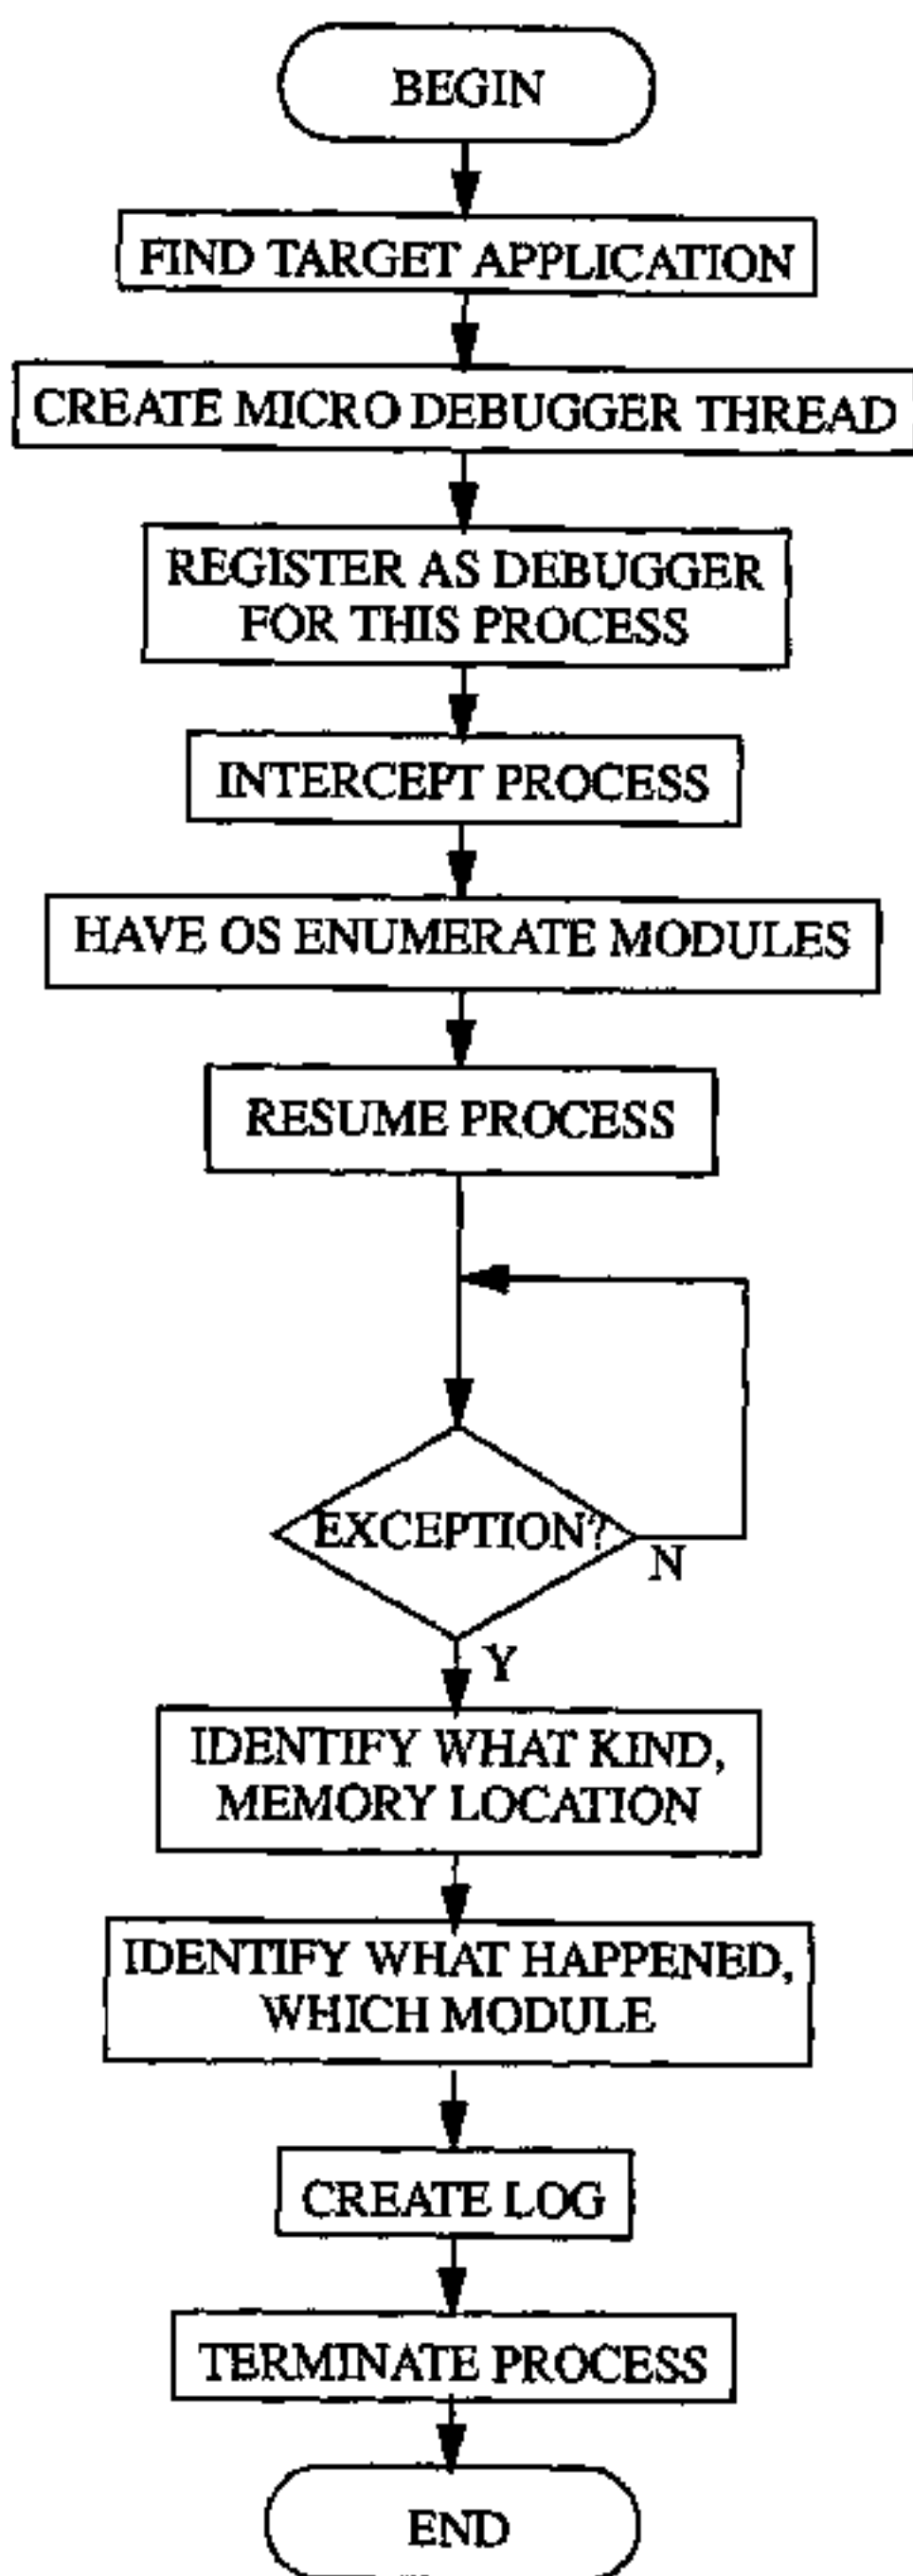 BEGIN
FIND TARGET APPLICATION
CREATE MICRO DEBUGGER THREAD
REGISTER AS DEBUGGER
FOR THIS PROCESS
INTERCEPT PROCESS
HAVE OS ENUMERATE MODULES
RESUME PROCESS
EXCEPTION?
N
Y
IDENTIFY WHAT KIND,
MEMORY LOCATION
IDENTIFY WHAT HAPPENED,
WHICH MODULE
CREATE LOG
TERMINATE PROCESS
END